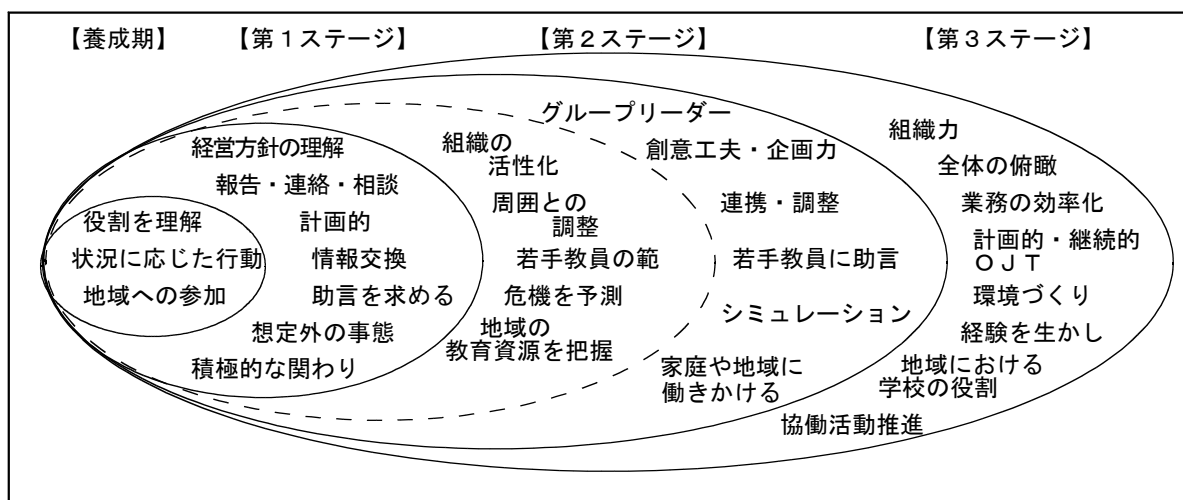 【養成期】
【第１ステージ】
【第２ステージ】
【第３ステージ】
役割を理解
状況に応じた行動
地域への参加
経営方針の理解
報告・連絡・相談
計画的
情報交換
助言を求める
想定外の事態
積極的な関わり
組織の
活性化
周囲との
調整
若手教員の範
危機を予測
地域の
教育資源を把握
グループリーダー
創意工夫・企画力
連携・調整
若手教員に助言
シミュレーション
家庭や地域に
働きかける
組織力
全体の俯瞰
業務の効率化
計画的・継続的
ＯＪＴ
環境づくり
経験を生かし
地域における
学校の役割
協働活動推進